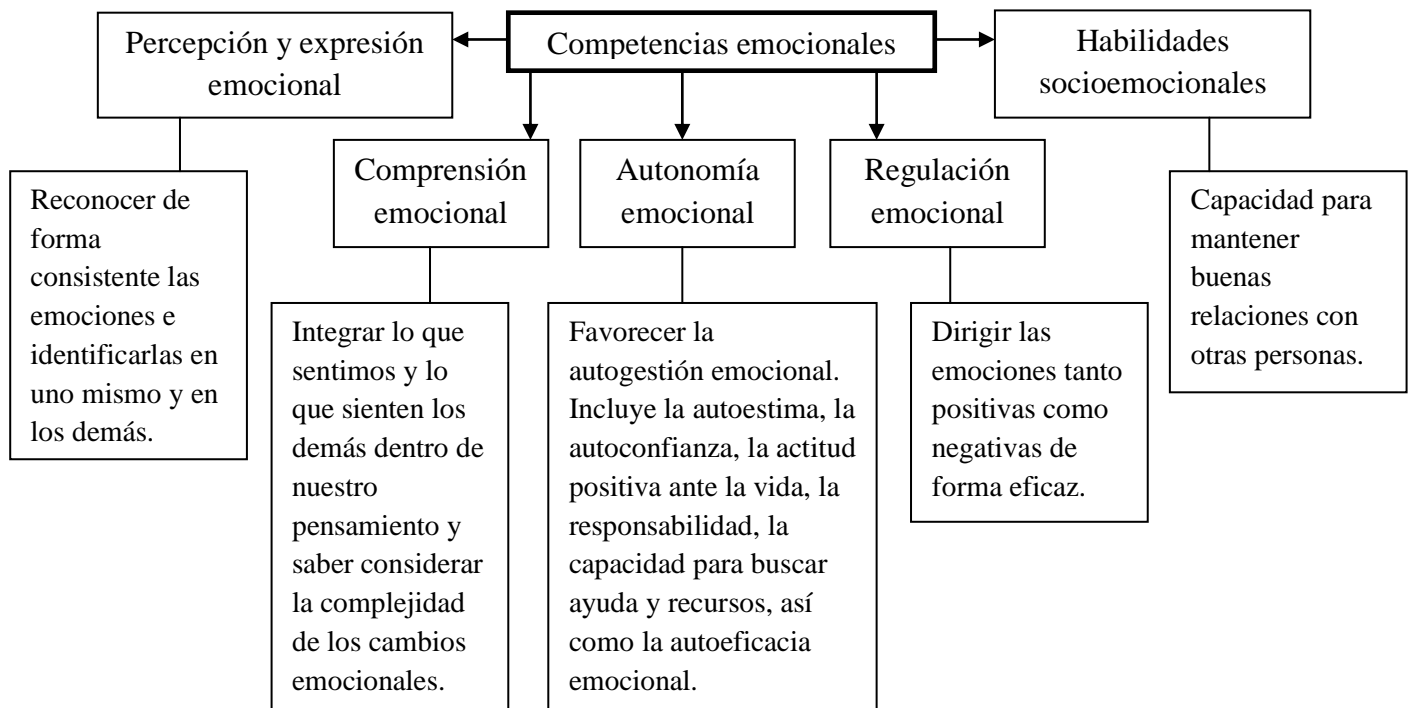 Competencias emocionales
Percepción y expresión
emocional
Reconocer de
forma
consistente las
emociones e
identificarlas en
uno mismo y en
los demás.
Comprensión
emocional
Integrar lo que
sentimos y lo
que sienten los
demás dentro de
nuestro
pensamiento y
saber considerar
la complejidad
de los cambios
emocionales.
Autonomía
emocional
Favorecer la
autogestión emocional.
Incluye la autoestima, la
autoconfianza, la actitud
positiva ante la vida, la
responsabilidad, la
capacidad para buscar
ayuda y recursos, así
como la autoeficacia
emocional.
Regulación
emocional
Dirigir las
emociones tanto
positivas como
negativas de
forma eficaz.
Habilidades
socioemocionales
Capacidad para
mantener
buenas
relaciones con
otras personas.